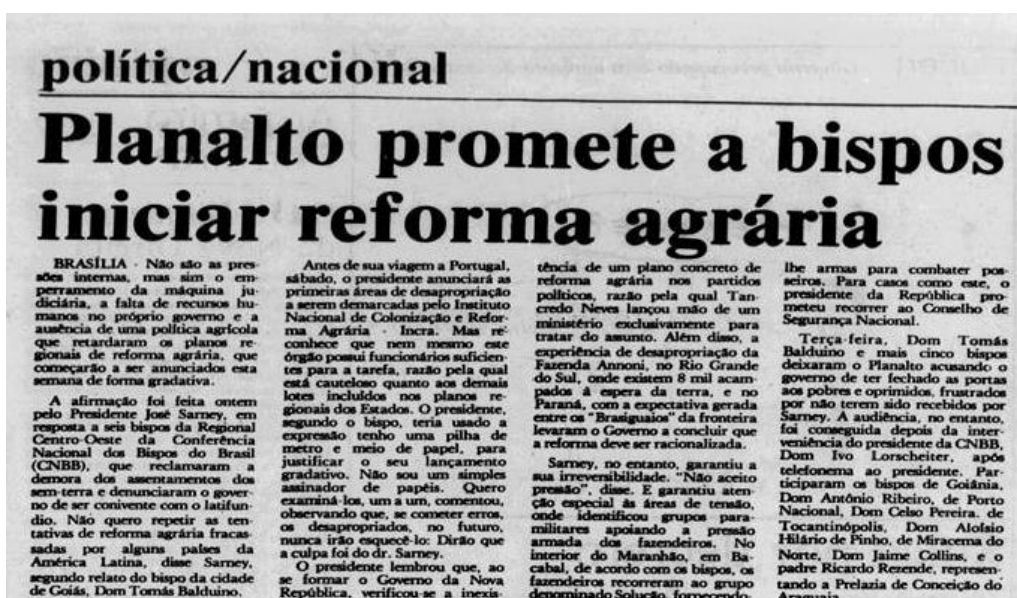 política/nacional
Planalto promete a bispos
iniciar reforma agrária
BRASÍLIA - Não são as pres-
sões internas, mas sim o em-
perramento da máquina ju-
diciária, a falta de recursos hu-
manos no próprio governo e a
ausência de uma política agrícola
que retardaram os planos re-
gionais de reforma agrária, que
começarão a ser anunciados esta
semana de forma gradativa.
A afirmação foi feita ontem
pelo Presidente José Sarney, em
resposta a seis bispos da Regional
Centro-Oeste da Conferência
Nacional dos Bispos do Brasil
(CNBB), que reclamaram a
demora dos assentamentos dos
sem-terra e denunciaram o gover-
no de ser conivente com o latifun-
dio. Não quero repetir as ten-
tativas de reforma agrária fracas-
sadas por alguns países da
América Latina, disse Sarney,
segundo relato do bispo da cidade
de Goiás, Dom Tomás Balduino.
Antes de sua viagem a Portugal,
sábado, o presidente anunciará as
primeiras áreas de desapropriação
a serem demarcadas pelo Instituto
Nacional de Colonização e Refor-
ma Agrária - Incra. Mas re-
conhece que nem mesmo este
órgão possui funcionários suficien-
tes para a tarefa, razão pela qual
está cauteloso quanto aos demais
lotes incluídos nos planos re-
gionais dos Estados. O presidente,
segundo o bispo, teria usado a
expressão tenho uma pilha de
metro e meio de papel, para
justificar o seu lançamento
gradativo. Não sou um simples
assinador de papéis. Quero
examiná-los, um a um, comentou,
observando que, se cometer erros,
os desapropriados, no futuro,
nunca irão esquecê-lo: Dirão que
a culpa foi do dr. Sarney.
O presidente lembrou que, ao
se formar o Governo da Nova
República, verificou-se a inexis-
tência de um plano concreto de
reforma agrária nos partidos
políticos, razão pela qual Tan-
credo Neves lançou mão de um
ministério exclusivamente para
tratar do assunto. Além disso, a
experiência de desapropriação da
Fazenda Annoni, no Rio Grande
do Sul, onde existem 8 mil acam-
pados à espera da terra, e no
Paraná, com a expectativa gerada
entre os "Brasiguaios" da fronteira
levaram o Governo a concluir que
a reforma deve ser racionalizada.
Sarney, no entanto, garantiu a
sua irreversibilidade. "Não aceito
pressão", disse. E garantiu aten-
ção especial às áreas de tensão,
onde identificou grupos para-
militares apoiando a pressão
armada dos fazendeiros. No
interior do Maranhão, em Ba-
cabal, de acordo com os bispos, os
fazendeiros recorreram ao grupo
denominado Solução, fornecendo-
lhe armas para combater pos-
seiros. Para casos como este, o
presidente da República pro-
meteu recorrer ao Conselho de
Segurança Nacional.
Terça-feira, Dom Tomás
Balduino e mais cinco bispos
deixaram o Planalto acusando o
governo de ter fechado as portas
aos pobres e oprimidos, frustrados
por não terem sido recebidos por
Sarney. A audiência, no entanto,
foi conseguida depois da inter-
veniência do presidente da CNBB,
Dom Ivo Lorscheiter, após
telefonema ao presidente. Par-
ticiparam os bispos de Goiânia,
Dom Antônio Ribeiro, de Porto
Nacional, Dom Celso Pereira. de
Tocantinópolis, Dom Aloísio
Hilário de Pinho, de Miracema do
Norte, Dom Jaime Collins, e o
padre Ricardo Rezende, represen-
tando a Prelazia de Conceição do
Araguaia.